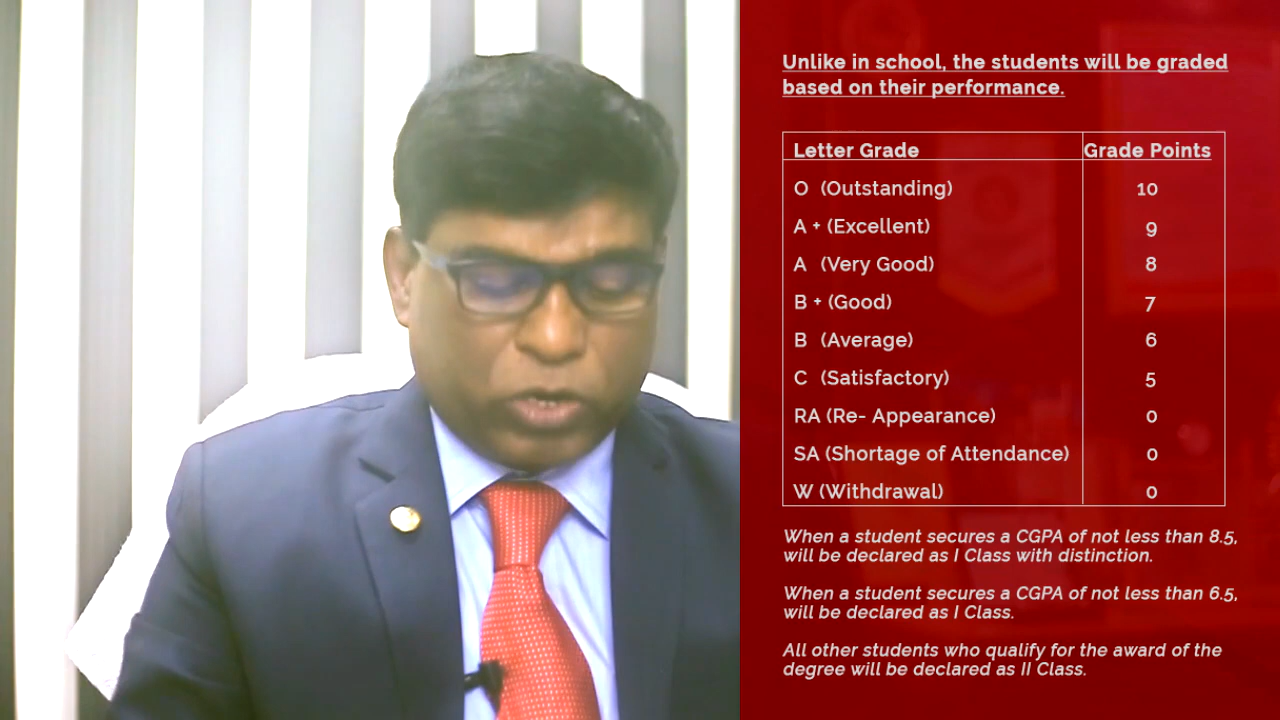 Unlike in school, the students will be graded
based on their performance.
Letter Grade Grade Points
O (Outstanding) 10
A + (Excellent) 9
A (Very Good) 8
B + (Good) 7
B (Average) 6
C (Satisfactory) 5
RA (Re- Appearance) 0
SA (Shortage of Attendance) 0
W (Withdrawal) 0
When a student secures a CGPA of not less than 8.5,
will be declared as I Class with distinction.
When a student secures a CGPA of not less than 6.5,
will be declared as I Class.
All other students who qualify for the award of the
degree will be declared as II Class.